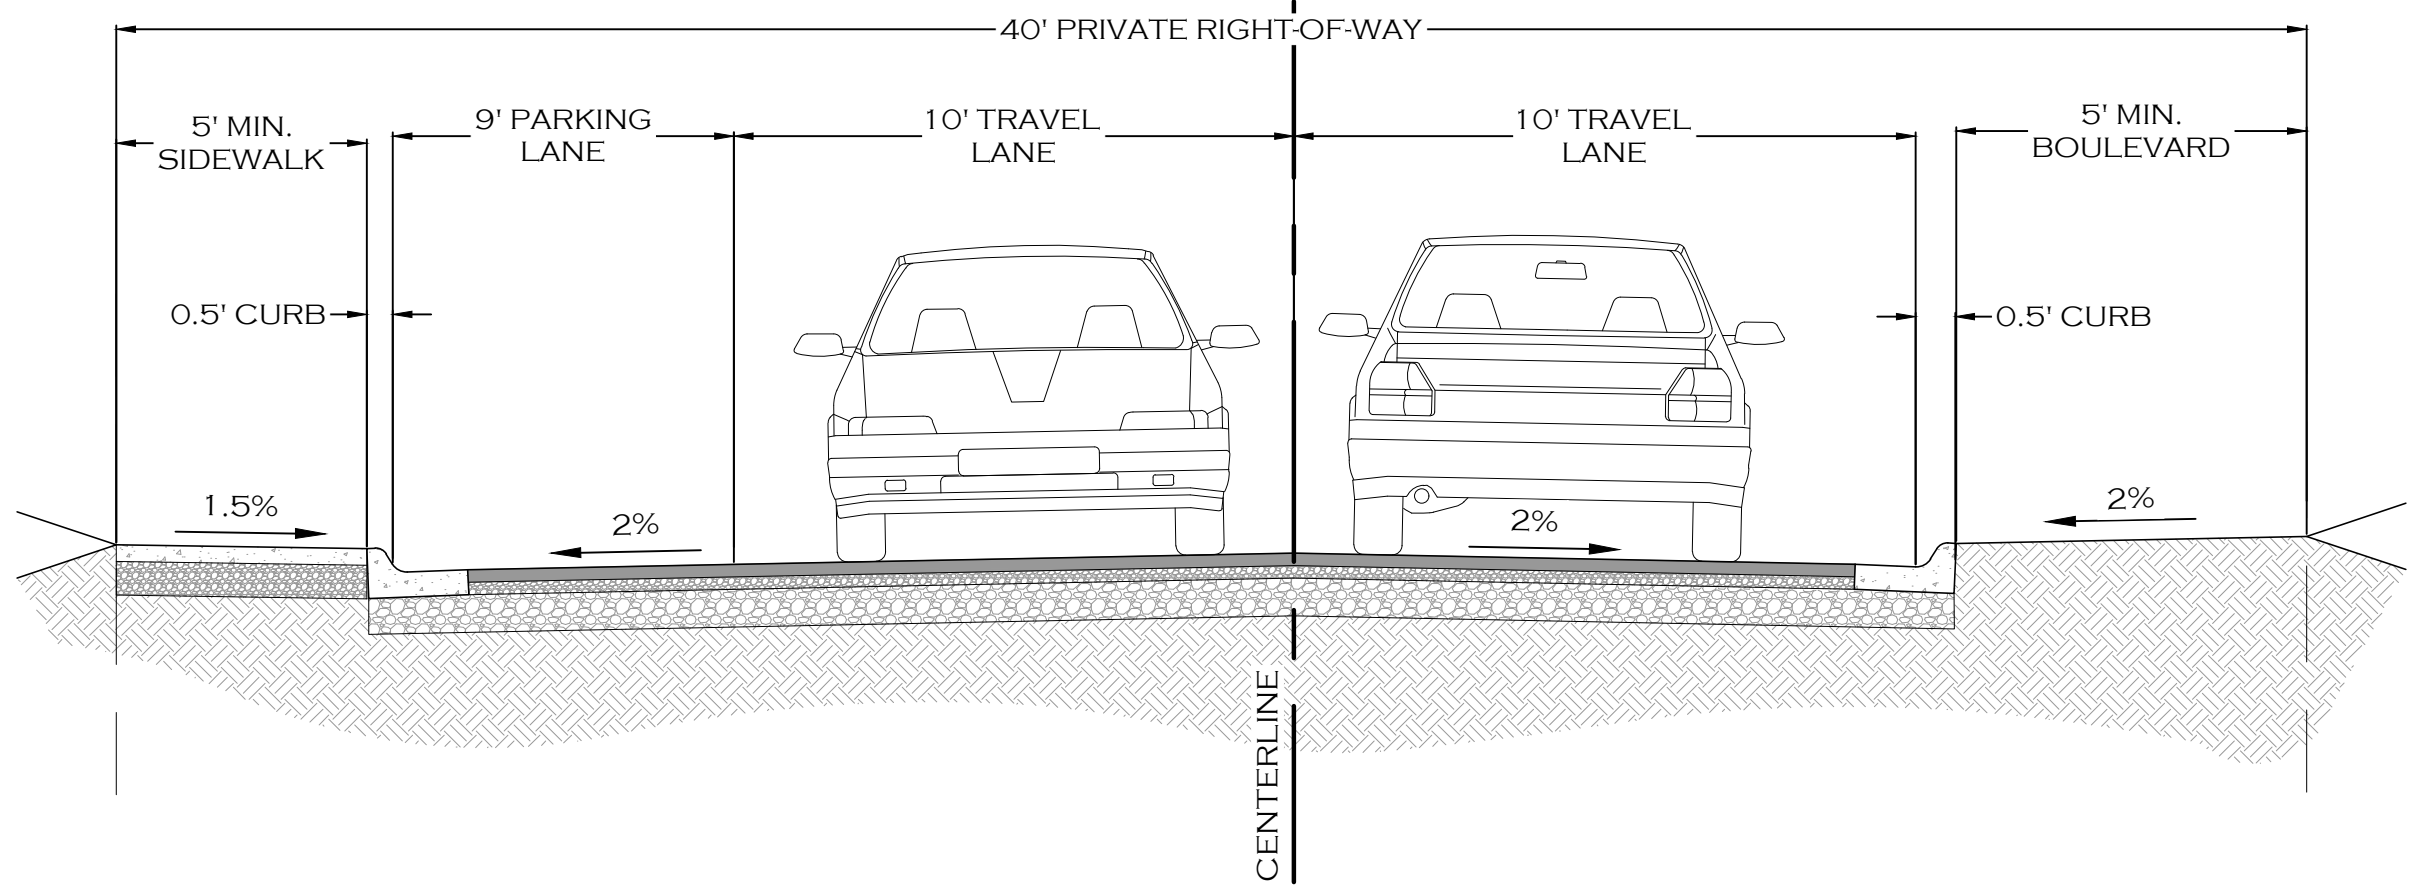 40' PRIVATE RIGHT-OF-WAY
5' MIN.
SIDEWALK
9' PARKING
LANE
10' TRAVEL
LANE
10' TRAVEL
LANE
5' MIN.
BOULEVARD
0.5' CURB
0.5' CURB
1.5%
2%
2%
2%
CENTERLINE